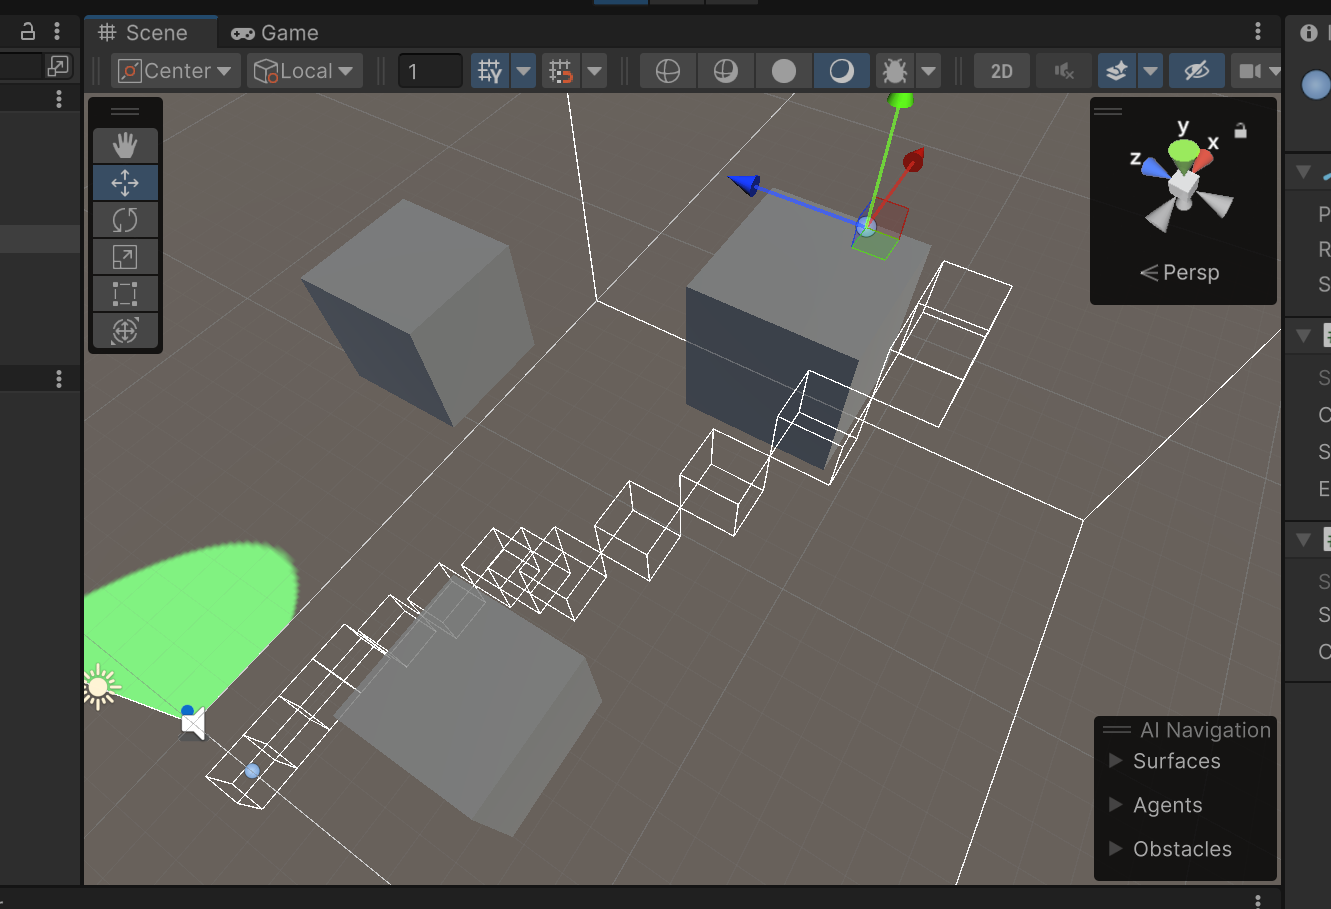 Scene
Game
Center
Local
1
2D
y
x
z
Persp
P
R
S
S
C
S
E
S
S
C
AI Navigation
Surfaces
Agents
Obstacles